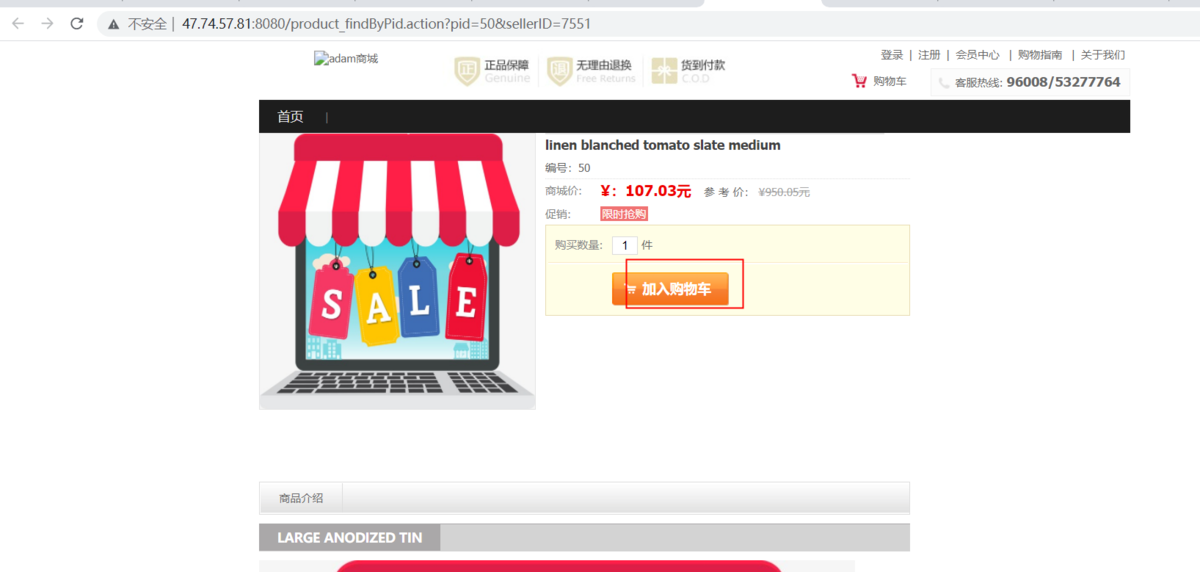 不安全 | 47.74.57.81:8080/product_findByPid.action?pid=50&sellerID=7551
adam商城
正 正品保障 Genuine
退 无理由退换 Free Returns
货到付款 C.O.D
登录 | 注册 | 会员中心 | 购物指南 | 关于我们
购物车
客服热线: 96008/53277764
首页 |
linen blanched tomato slate medium
编号: 50
商城价: ¥: 107.03元 参 考 价: ¥950.05元
促销: 限时抢购
购买数量: 1 件
加入购物车
SALE
商品介绍
LARGE ANODIZED TIN